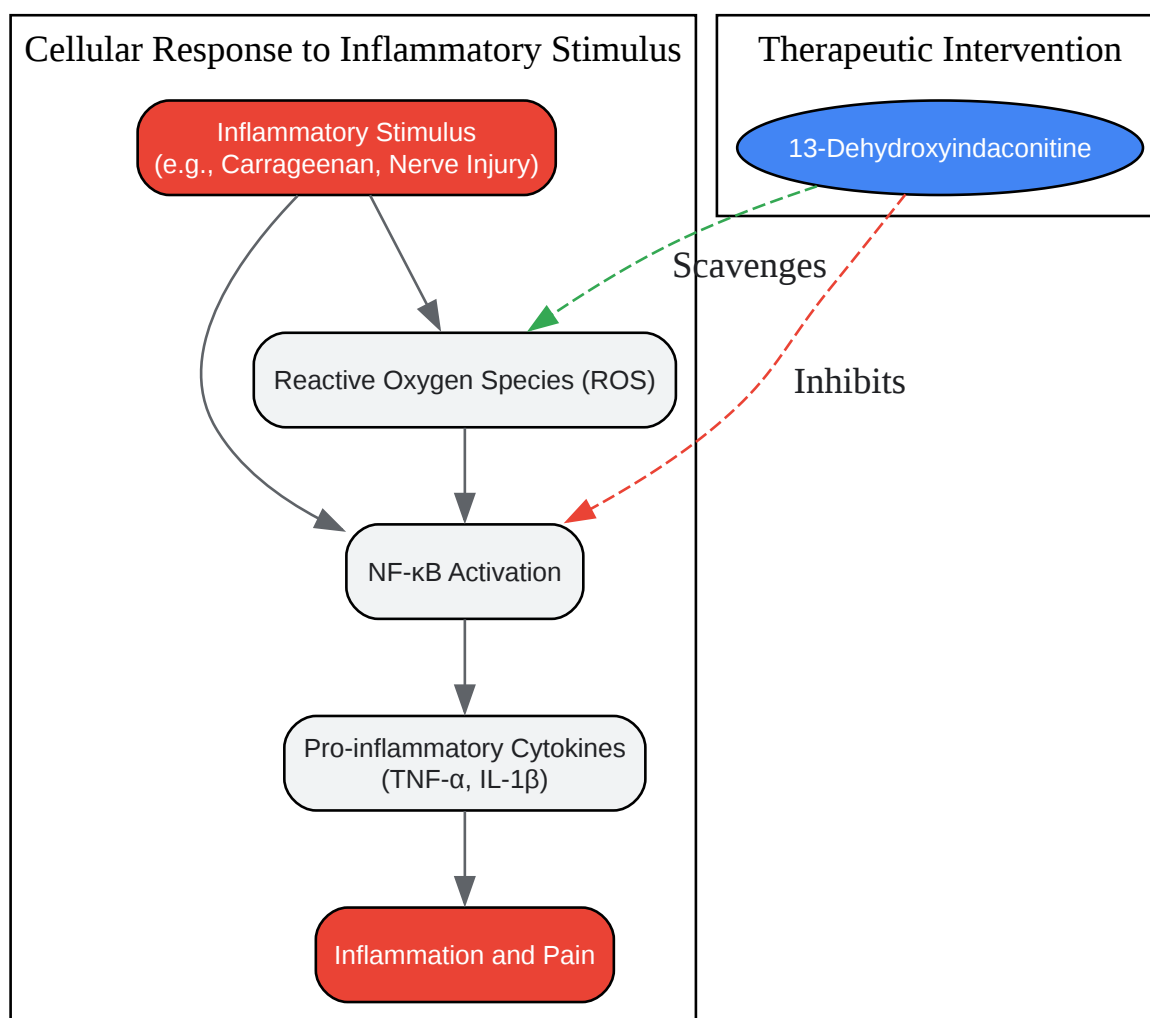 Cellular Response to Inflammatory Stimulus
Therapeutic Intervention
Inflammatory Stimulus
(e.g., Carrageenan, Nerve Injury)
13-Dehydroxyindaconitine
Scavenges
Reactive Oxygen Species (ROS)
Inhibits
NF-κB Activation
Pro-inflammatory Cytokines
(TNF-α, IL-1β)
Inflammation and Pain